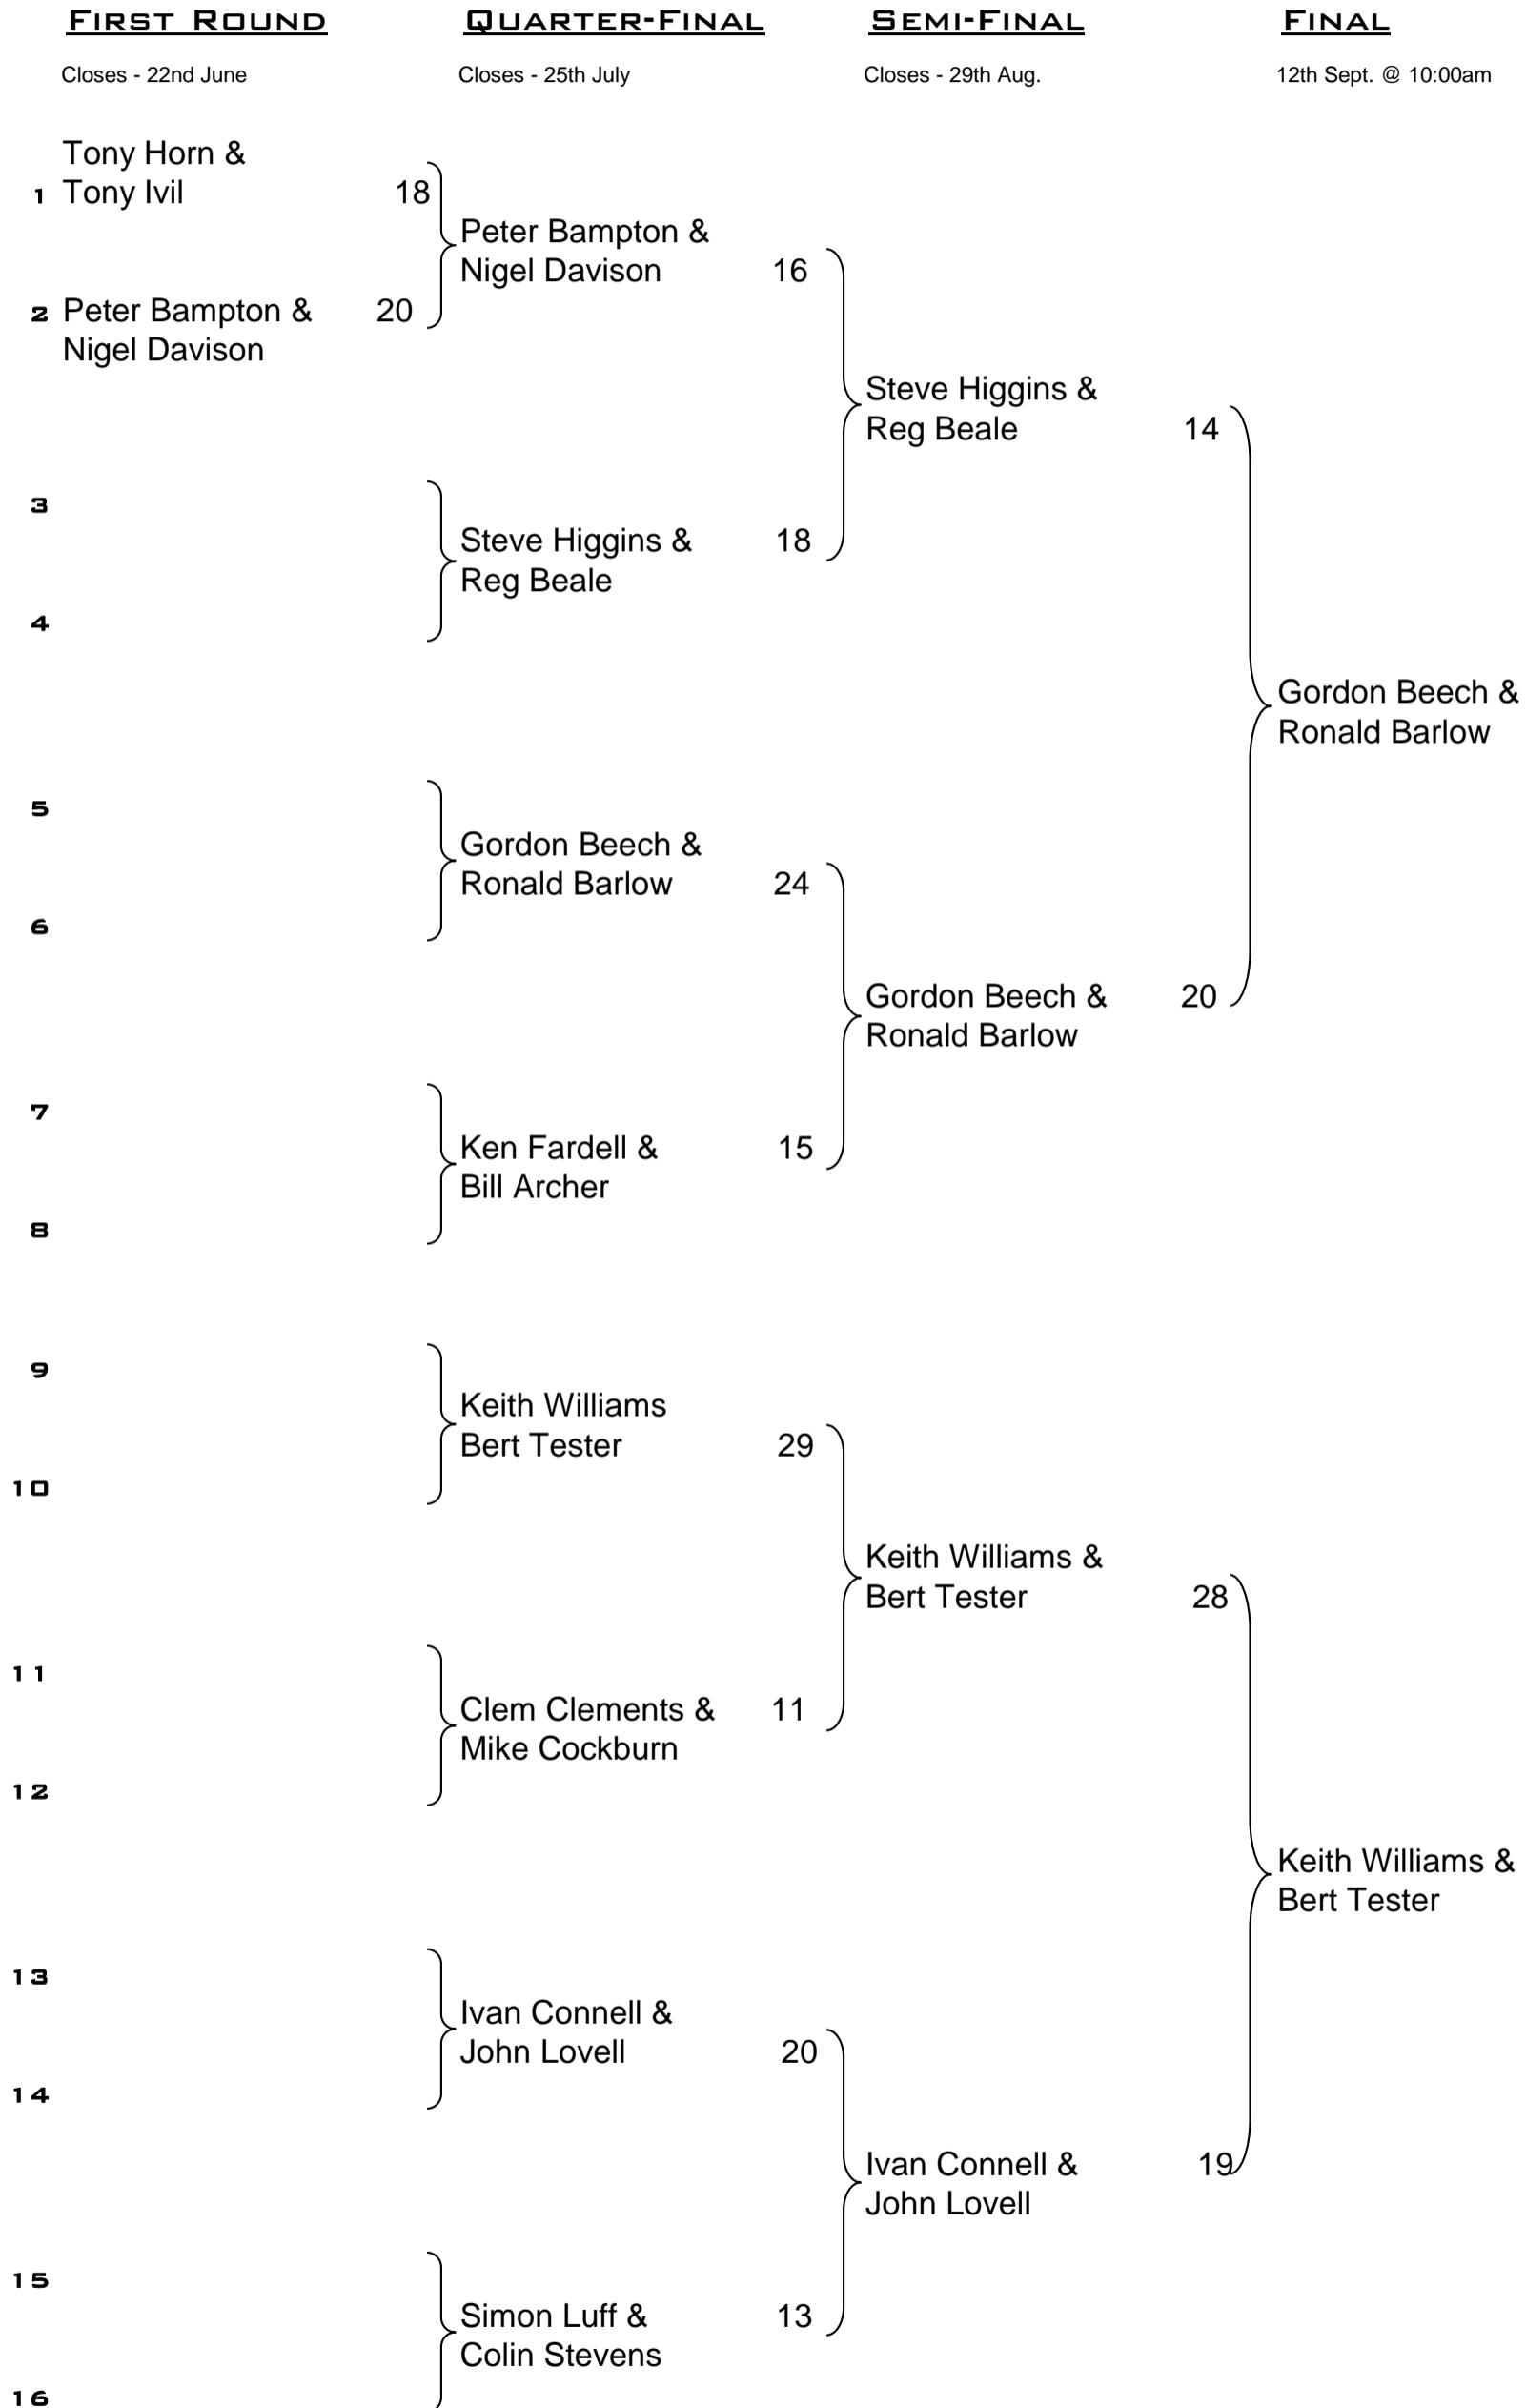 First Round Quarter-Final Semi-Final Final
Closes - 22nd June Closes - 25th July Closes - 29th Aug. 12th Sept. @ 10:00am
Tony Horn &
1 Tony Ivil 18
Peter Bampton &
Nigel Davison 16
2 Peter Bampton & 20
Nigel Davison
Steve Higgins &
Reg Beale 14
3
Steve Higgins & 18
Reg Beale
4
Gordon Beech &
Ronald Barlow
5
Gordon Beech &
Ronald Barlow 24
6
Gordon Beech & 20
Ronald Barlow
7
Ken Fardell & 15
Bill Archer
8
9
Keith Williams
Bert Tester 29
10
Keith Williams &
Bert Tester 28
11
Clem Clements & 11
Mike Cockburn
12
Keith Williams &
Bert Tester
13
Ivan Connell &
John Lovell 20
14
Ivan Connell & 19
John Lovell
15
Simon Luff & 13
Colin Stevens
16